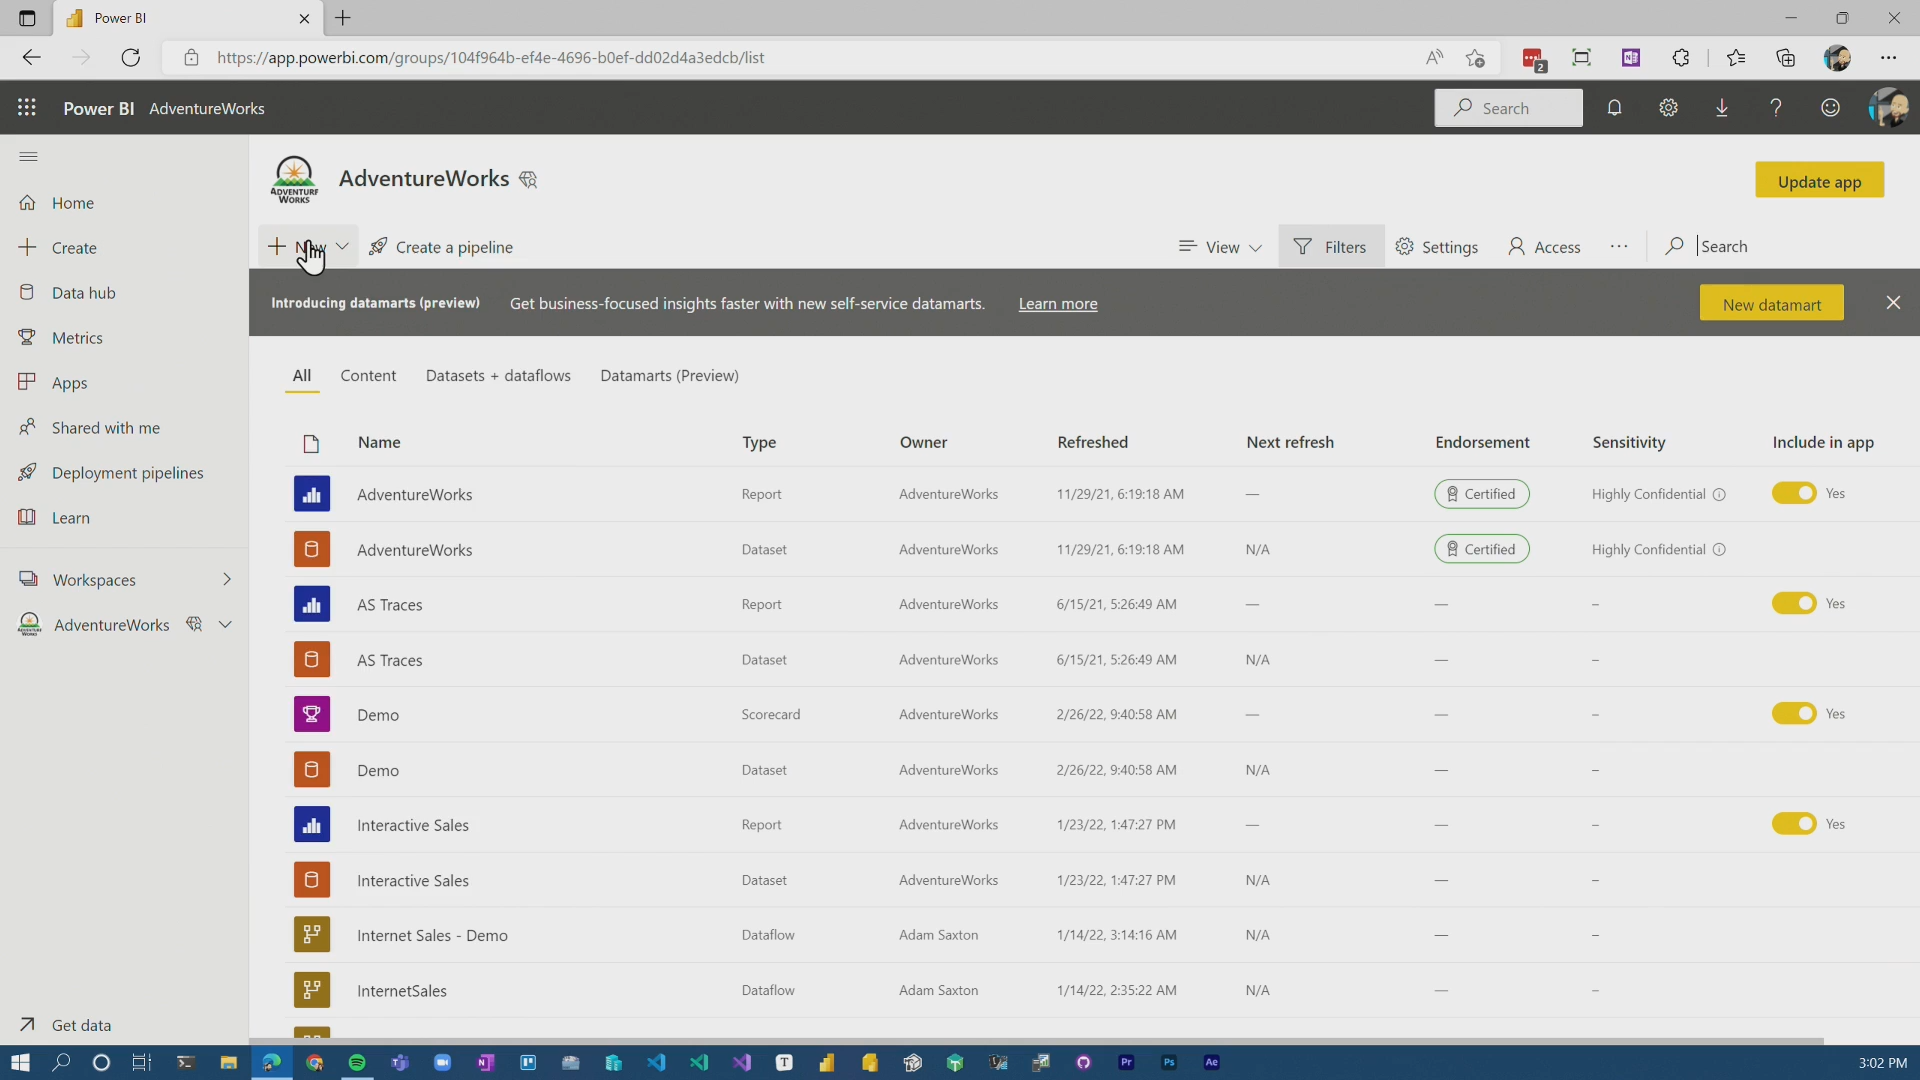 Power BI
https://app.powerbi.com/groups/104f964b-ef4e-4696-b0ef-dd02d4a3edcb/list
2
Power BI AdventureWorks Search
ADVENTURE WORKS
AdventureWorks
Update app
New Create a pipeline View Filters Settings Access Search
Introducing datamarts (preview) Get business-focused insights faster with new self-service datamarts. Learn more New datamart
Home
Create
Data hub
Metrics
Apps
Shared with me
Deployment pipelines
Learn
Workspaces
AdventureWorks
Get data
All Content Datasets + dataflows Datamarts (Preview)
Name Type Owner Refreshed Next refresh Endorsement Sensitivity Include in app
AdventureWorks Report AdventureWorks 11/29/21, 6:19:18 AM — Certified Highly Confidential Yes
AdventureWorks Dataset AdventureWorks 11/29/21, 6:19:18 AM N/A Certified Highly Confidential
AS Traces Report AdventureWorks 6/15/21, 5:26:49 AM — — – Yes
AS Traces Dataset AdventureWorks 6/15/21, 5:26:49 AM N/A — –
Demo Scorecard AdventureWorks 2/26/22, 9:40:58 AM — — – Yes
Demo Dataset AdventureWorks 2/26/22, 9:40:58 AM N/A — –
Interactive Sales Report AdventureWorks 1/23/22, 1:47:27 PM — — – Yes
Interactive Sales Dataset AdventureWorks 1/23/22, 1:47:27 PM N/A — –
Internet Sales - Demo Dataflow Adam Saxton 1/14/22, 3:14:16 AM N/A — –
InternetSales Dataflow Adam Saxton 1/14/22, 2:35:22 AM N/A — –
T Pr Ps Ae
3:02 PM